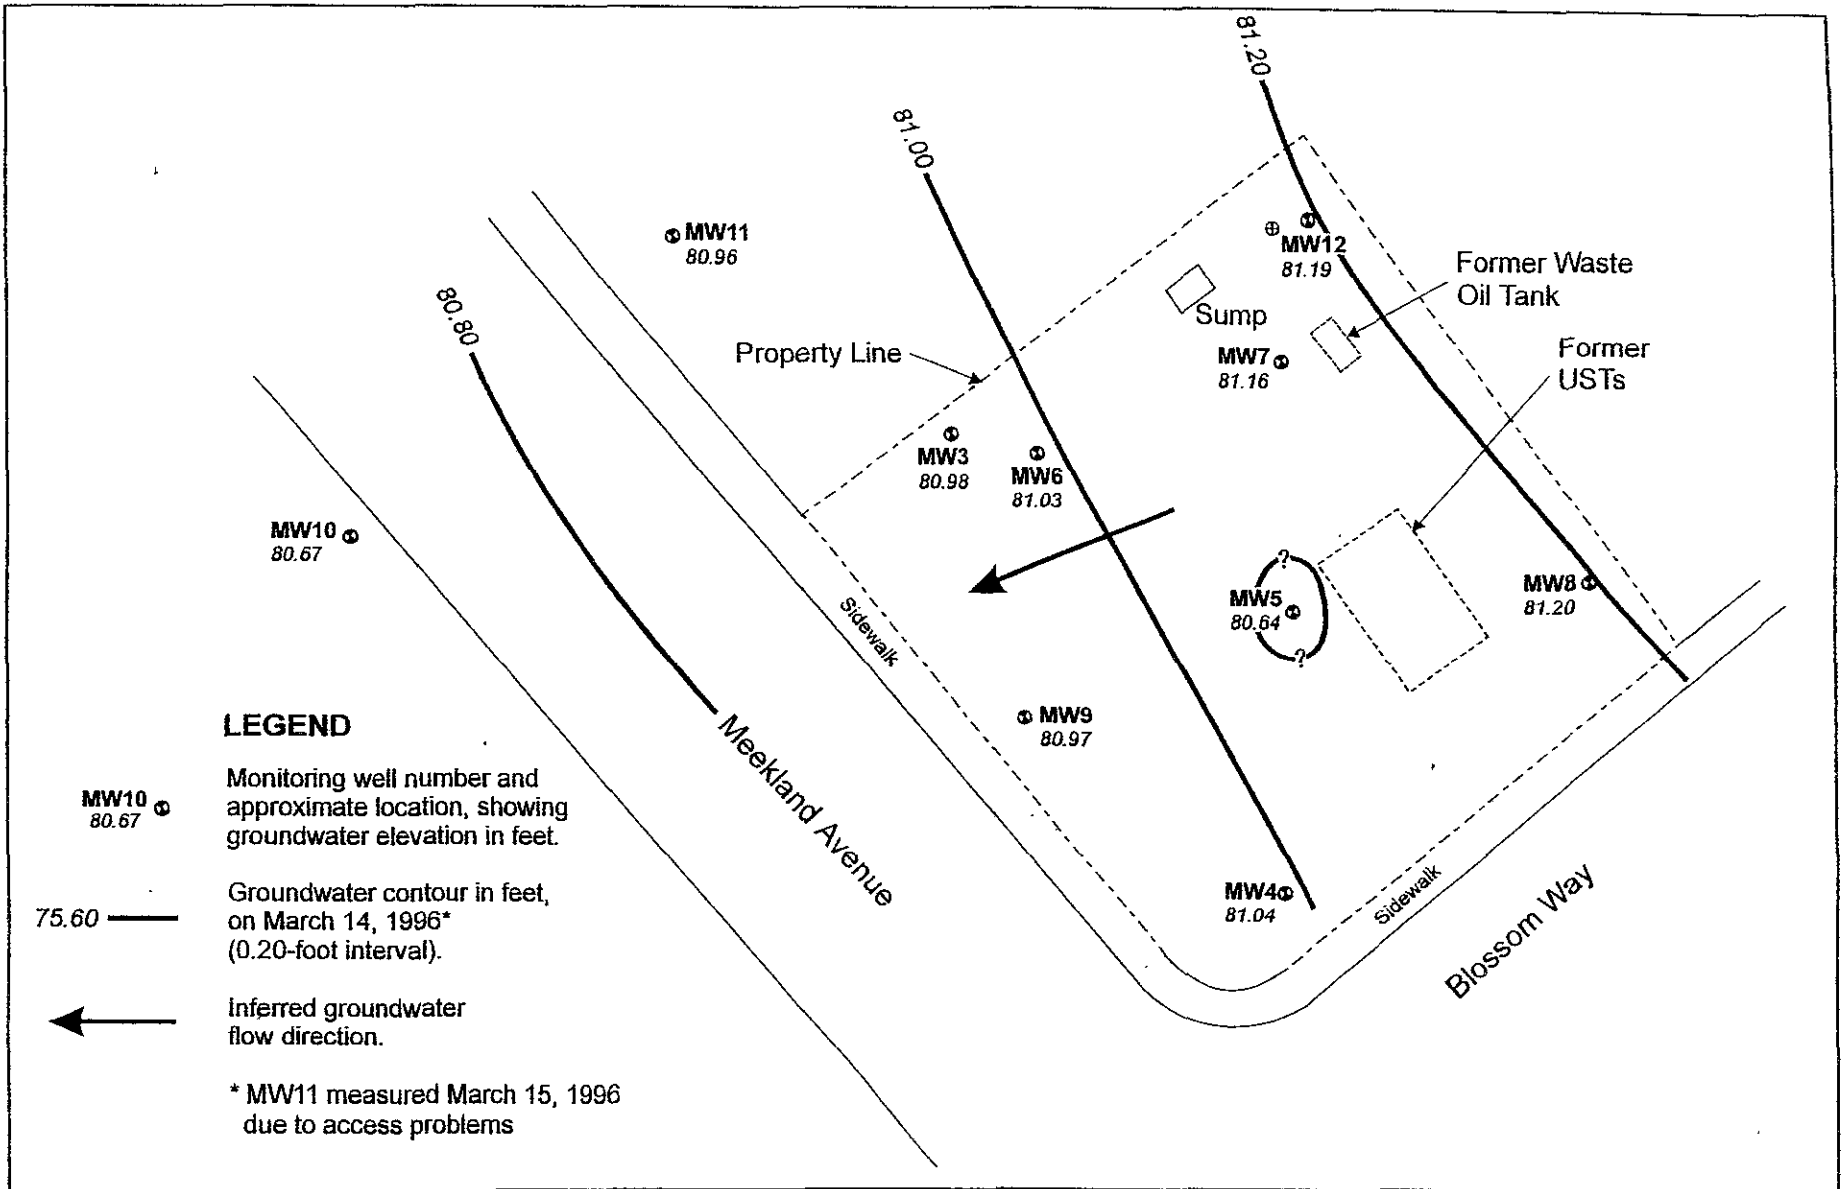 81.20
81.00
80.80
MW11
80.96
MW12
81.19
Former Waste
Oil Tank
Sump
Property Line
MW7
81.16
Former
USTs
MW3
80.98
MW6
81.03
MW10
80.67
MW5
80.64
?
?
MW8
81.20
Sidewalk
MW9
80.97
Meekland Avenue
MW4
81.04
Sidewalk
Blossom Way
LEGEND
MW10
80.67
Monitoring well number and
approximate location, showing
groundwater elevation in feet.
75.60
Groundwater contour in feet,
on March 14, 1996*
(0.20-foot interval).
Inferred groundwater
flow direction.
* MW11 measured March 15, 1996
due to access problems